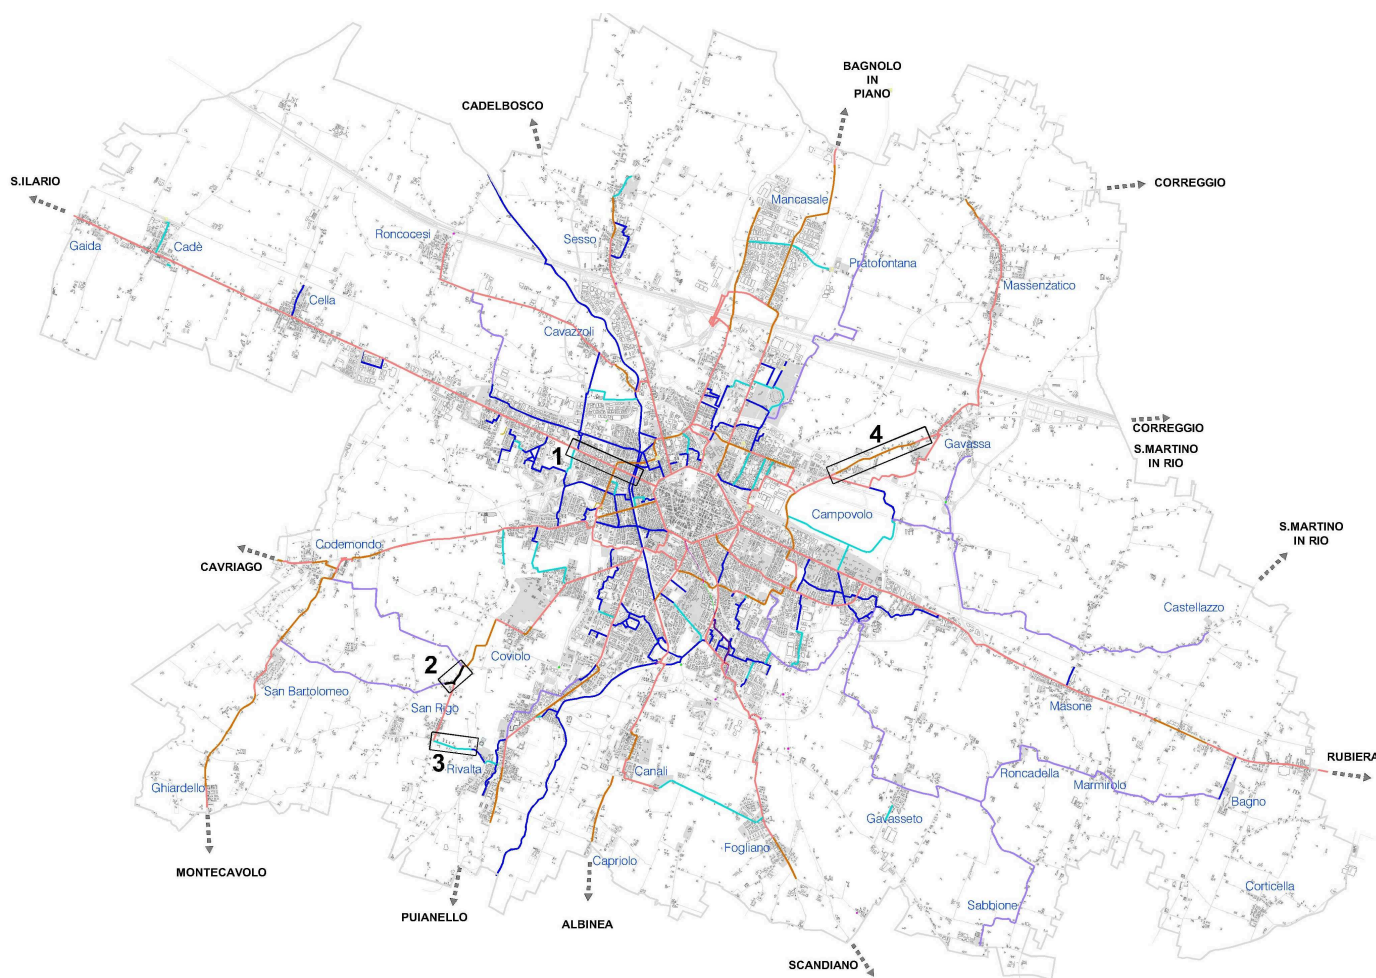 BAGNOLO
IN
PIANO
CADELBOSCO
S.ILARIO
CORREGGIO
Mancasale
Gaida
Cadè
Roncocesi
Sesso
Pratofontana
Massenzatico
Cella
Cavazzoli
CORREGGIO
S.MARTINO
IN RIO
4
Gavassa
1
Campovolo
S.MARTINO
IN RIO
Codemondo
CAVRIAGO
Castellazzo
Coviolo
2
San Bartolomeo
San Rigo
Masone
3
Rivalta
Canali
Roncadella
Marmirolo
RUBIERA
Ghiardello
Bagno
Gavasseto
Fogliano
Capriolo
MONTECAVOLO
Corticella
Sabbione
PUIANELLO
ALBINEA
SCANDIANO